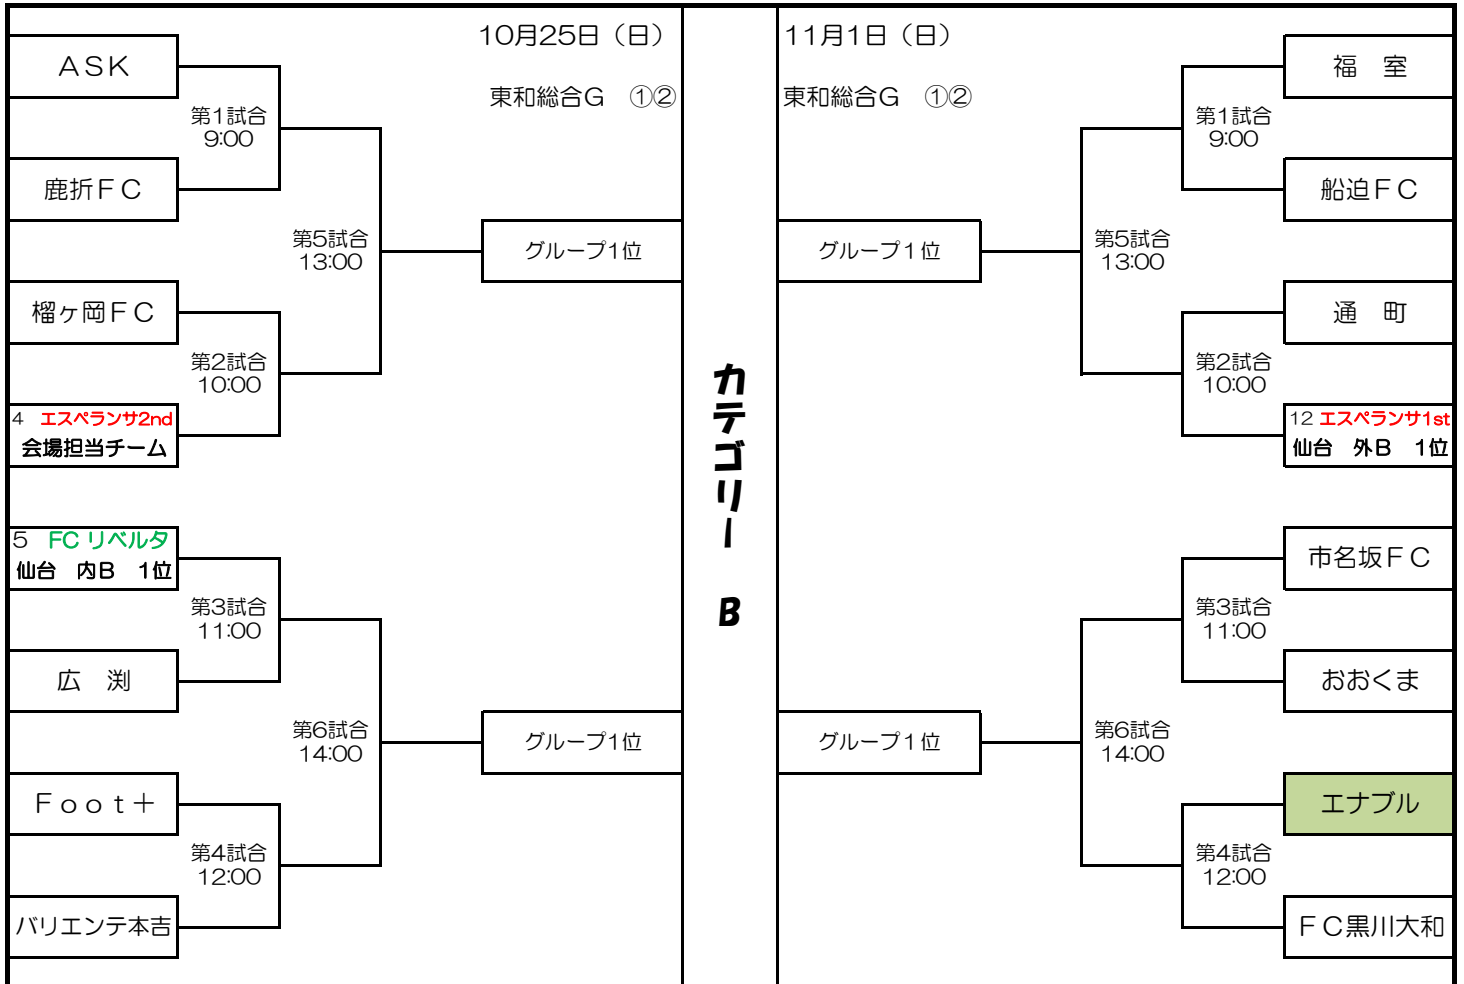 10月25日（日）
東和総合G　①②
ASK
第1試合
9:00
鹿折FC
第5試合
13:00
グループ1位
榴ヶ岡FC
第2試合
10:00
4　エスペランサ2nd
会場担当チーム
5　FC リベルタ
仙台　内B　1位
第3試合
11:00
広　渕
第6試合
14:00
グループ1位
Foot＋
第4試合
12:00
バリエンテ本吉
カテゴリー　B
11月1日（日）
東和総合G　①②
福　室
第1試合
9:00
船迫FC
グループ1位
第5試合
13:00
通　町
第2試合
10:00
12 エスペランサ1st
仙台　外B　1位
市名坂FC
第3試合
11:00
おおくま
グループ1位
第6試合
14:00
エナブル
第4試合
12:00
FC黒川大和